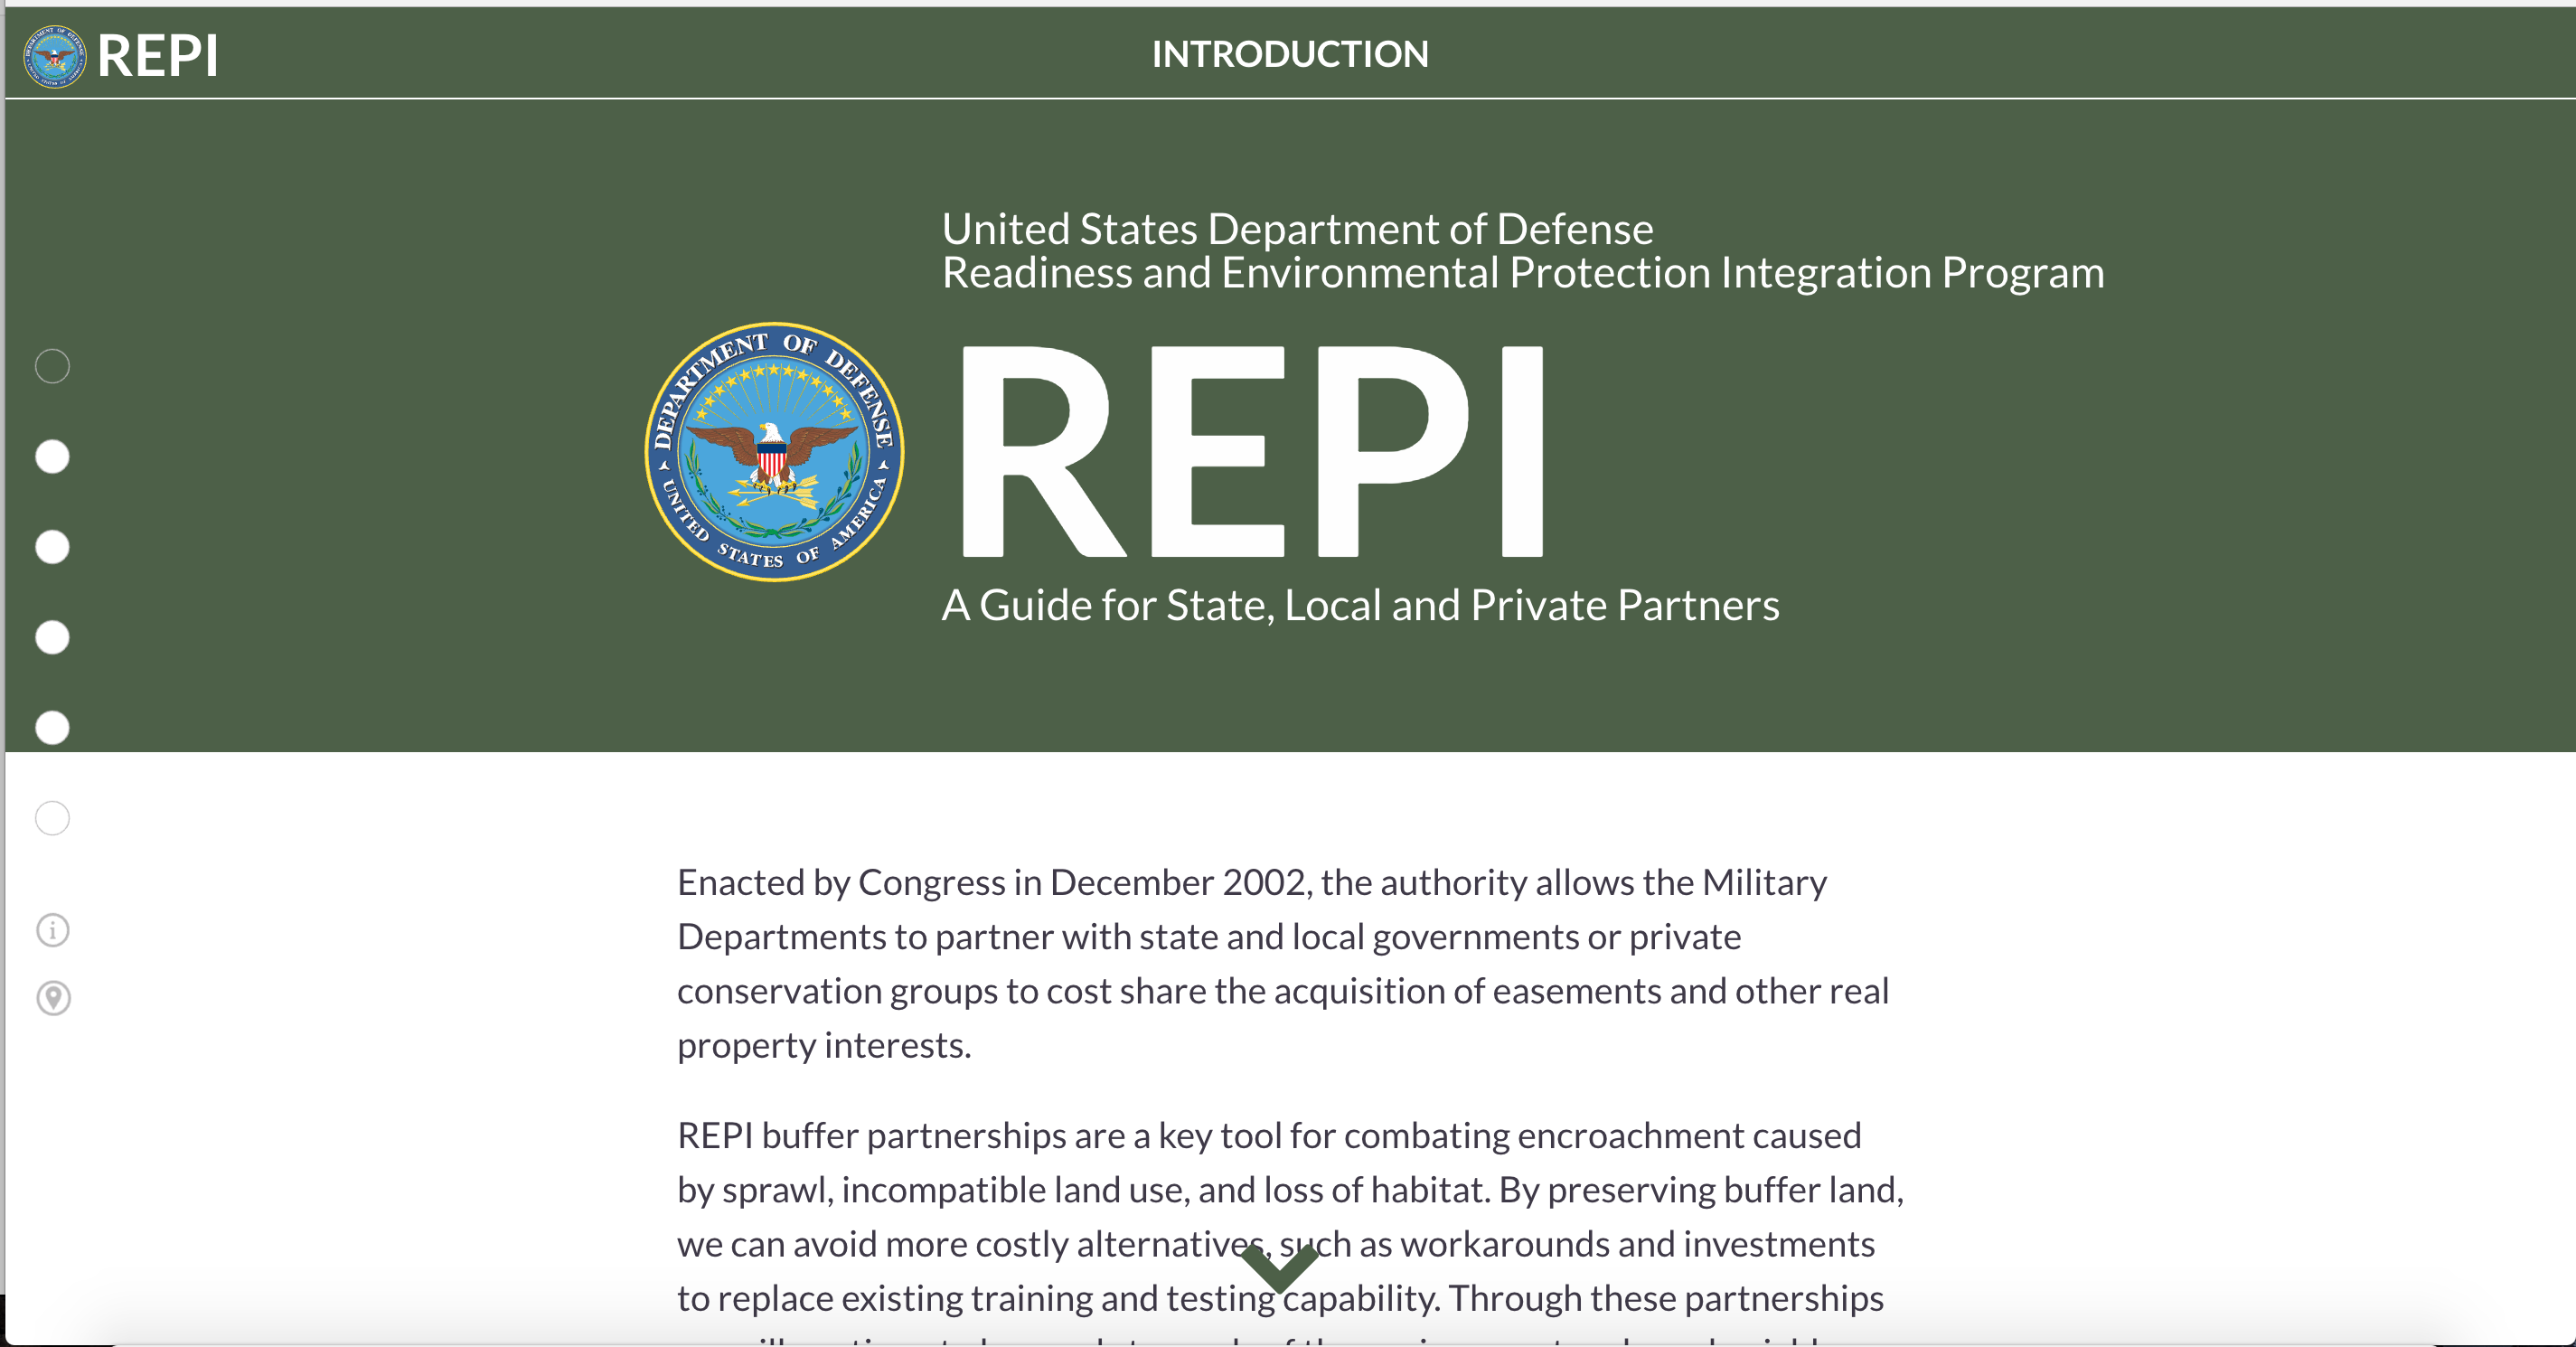 REPI
INTRODUCTION
United States Department of Defense
Readiness and Environmental Protection Integration Program
DEPARTMENT OF DEFENSE
UNITED STATES OF AMERICA
REPI
A Guide for State, Local and Private Partners
Enacted by Congress in December 2002, the authority allows the Military
Departments to partner with state and local governments or private
conservation groups to cost share the acquisition of easements and other real
property interests.
REPI buffer partnerships are a key tool for combating encroachment caused
by sprawl, incompatible land use, and loss of habitat. By preserving buffer land,
we can avoid more costly alternatives, such as workarounds and investments
to replace existing training and testing capability. Through these partnerships